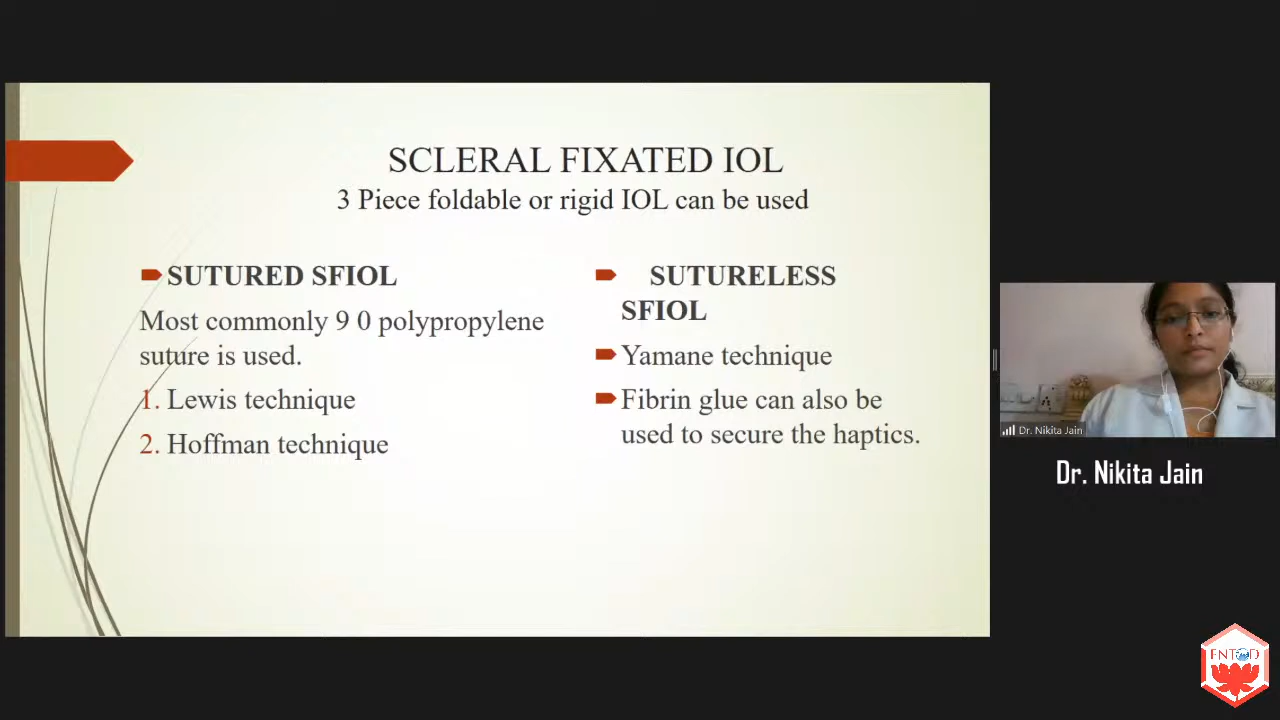 SCLERAL FIXATED IOL
3 Piece foldable or rigid IOL can be used
SUTURED SFIOL
Most commonly 9 0 polypropylene
suture is used.
1. Lewis technique
2. Hoffman technique
SUTURELESS
SFIOL
Yamane technique
Fibrin glue can also be
used to secure the haptics.
Dr. Nikita Jain
Dr. Nikita Jain
ENTOD